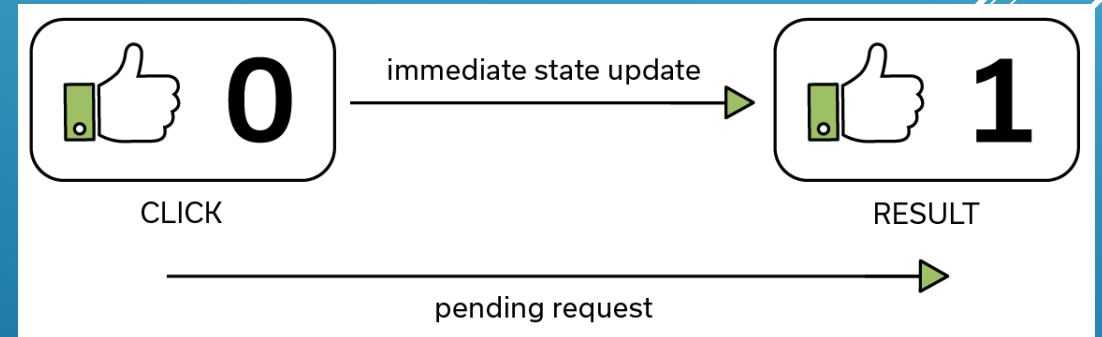 0
immediate state update
1
CLICK
RESULT
pending request